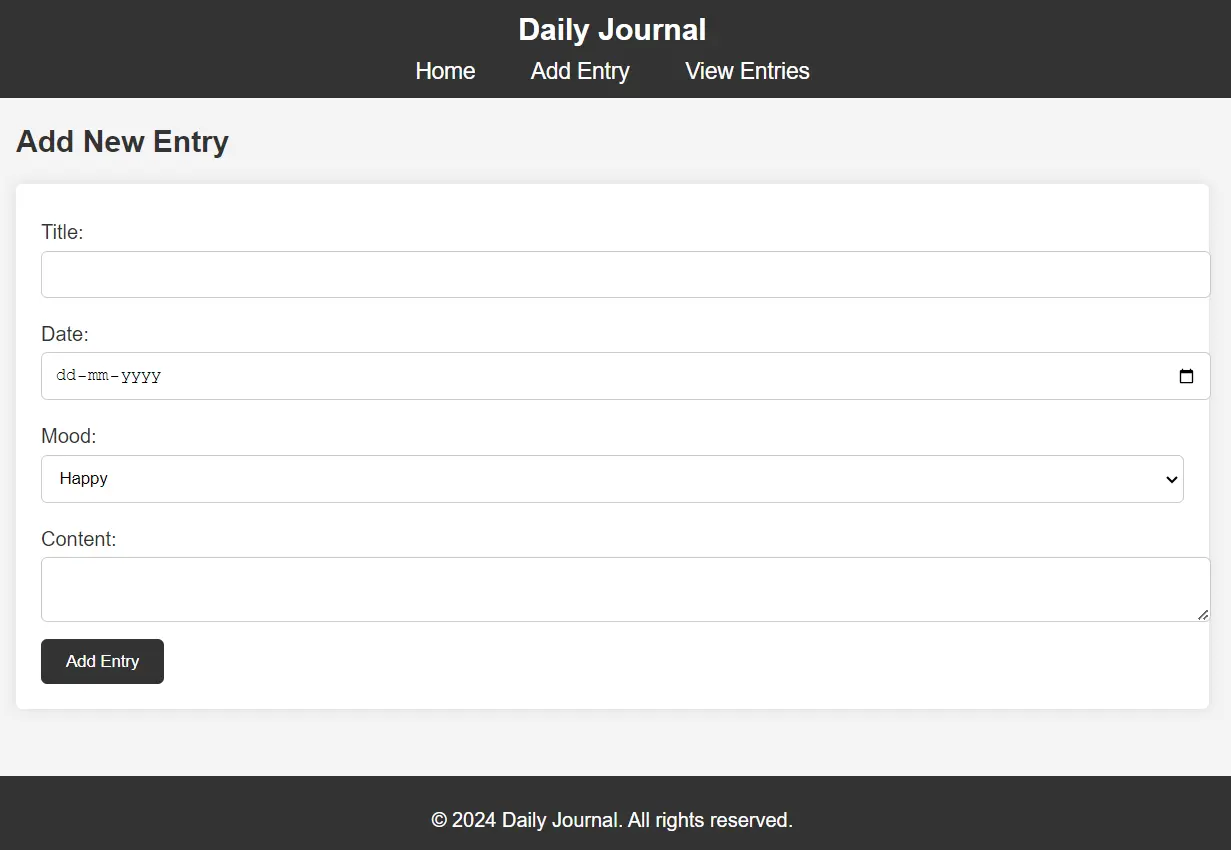 Daily Journal
Home Add Entry View Entries
Add New Entry
Title:
Date:
dd-mm-yyyy
Mood:
Happy
Content:
Add Entry
© 2024 Daily Journal. All rights reserved.